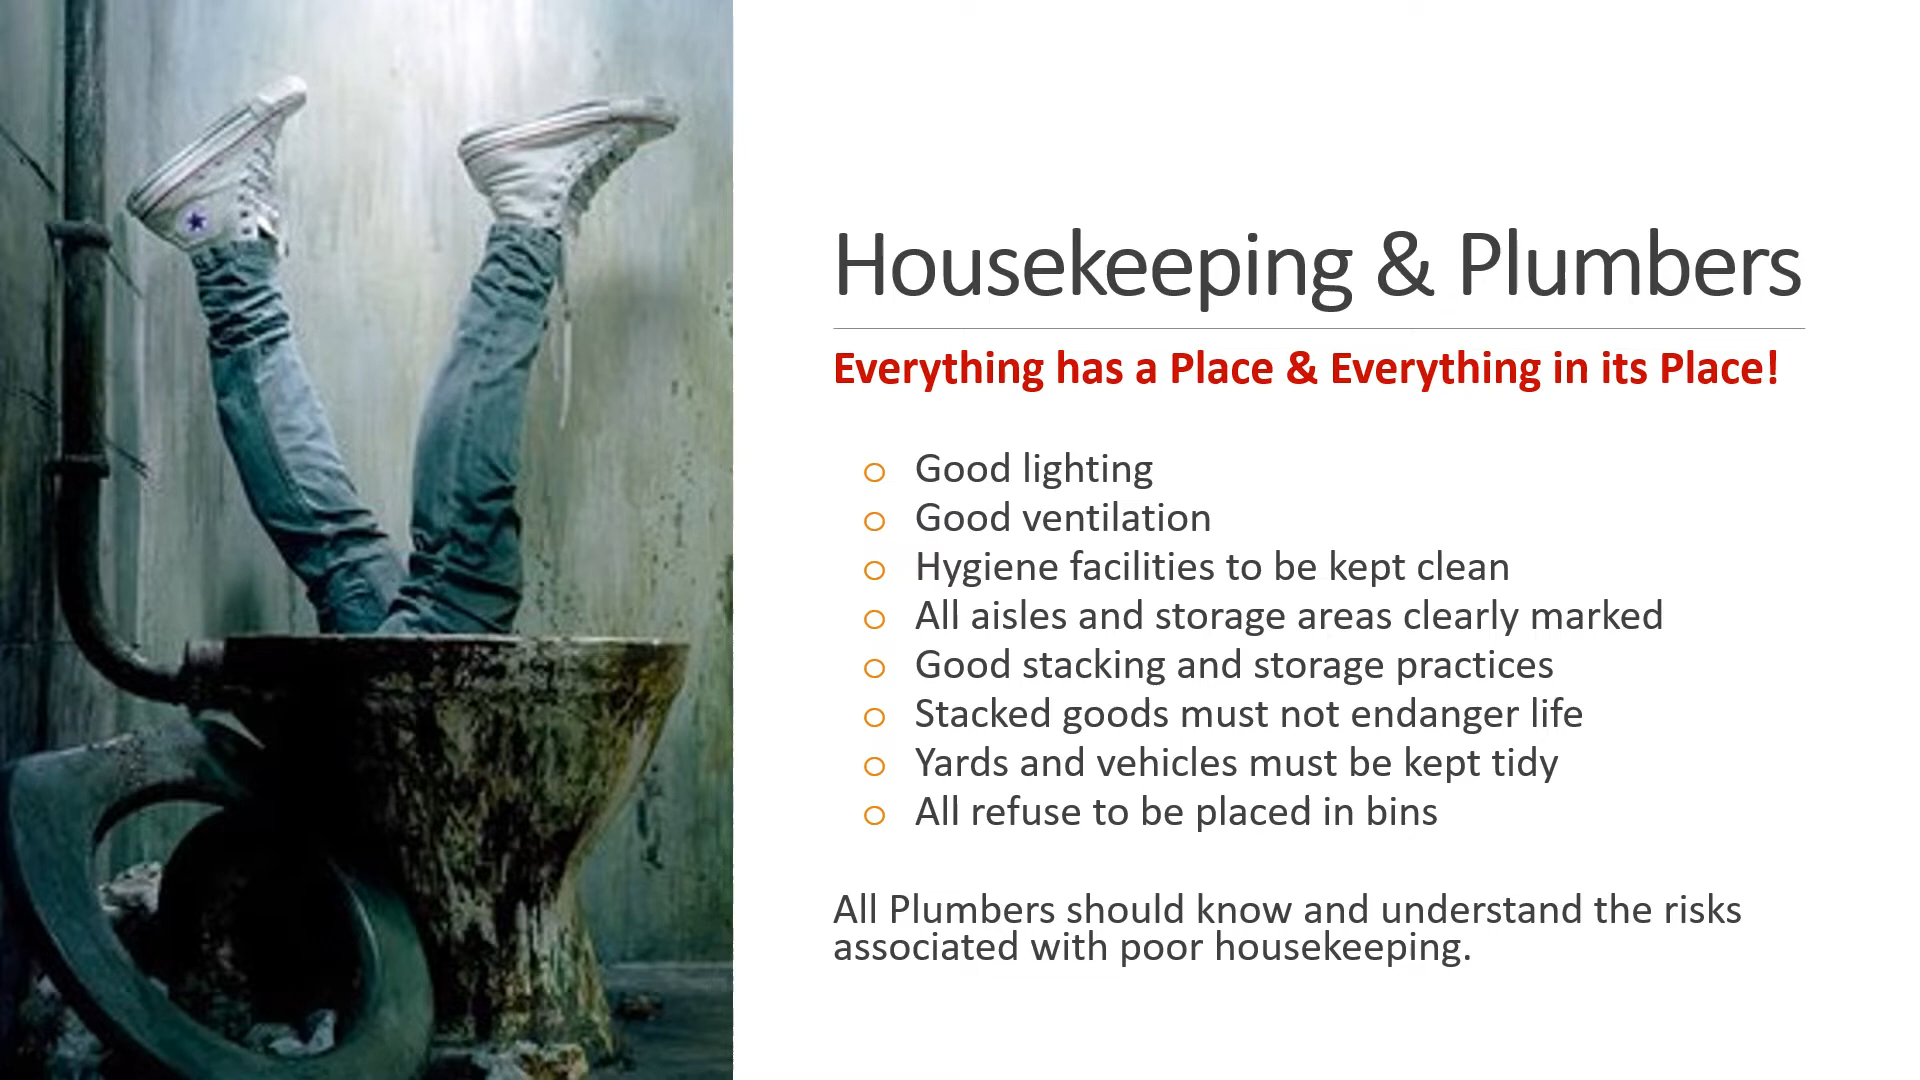 Housekeeping & Plumbers
Everything has a Place & Everything in its Place!
o Good lighting
o Good ventilation
o Hygiene facilities to be kept clean
o All aisles and storage areas clearly marked
o Good stacking and storage practices
o Stacked goods must not endanger life
o Yards and vehicles must be kept tidy
o All refuse to be placed in bins
All Plumbers should know and understand the risks
associated with poor housekeeping.